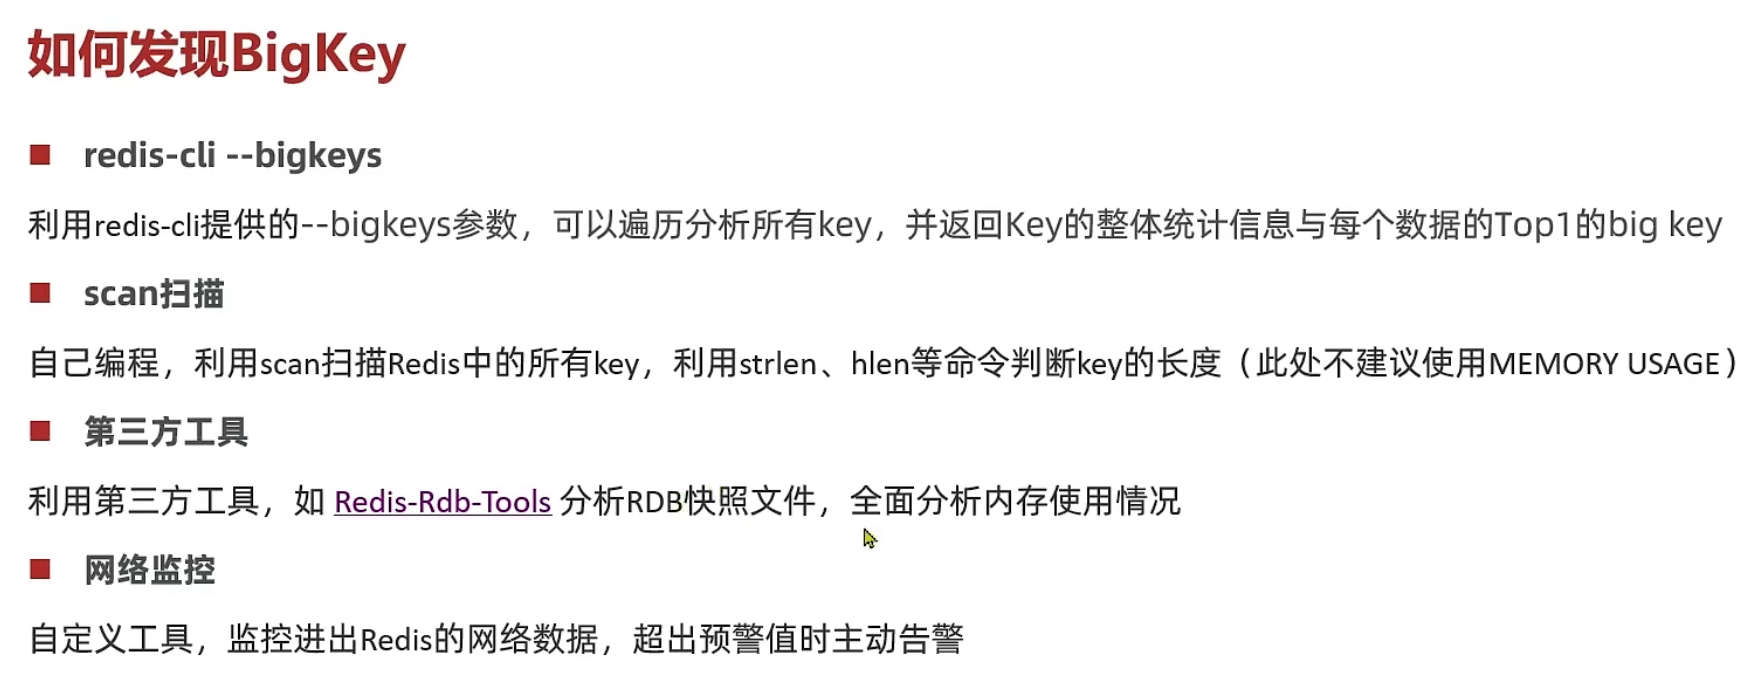 如何发现BigKey
redis-cli --bigkeys
利用redis-cli提供的--bigkeys参数，可以遍历分析所有key，并返回Key的整体统计信息与每个数据的Top1的big key
scan扫描
自己编程，利用scan扫描Redis中的所有key，利用strlen、hlen等命令判断key的长度（此处不建议使用MEMORY USAGE）
第三方工具
利用第三方工具，如 Redis-Rdb-Tools 分析RDB快照文件，全面分析内存使用情况
网络监控
自定义工具，监控进出Redis的网络数据，超出预警值时主动告警